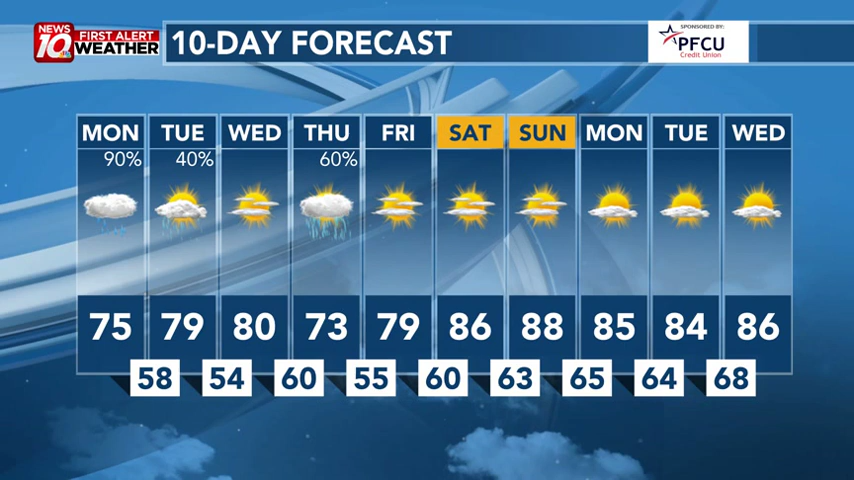 NEWS
10
FIRST ALERT
WEATHER
10-DAY FORECAST
SPONSORED BY:
PFCU
Credit Union
MON TUE WED THU FRI SAT SUN MON TUE WED
90% 40% 60%
75 79 80 73 79 86 88 85 84 86
58 54 60 55 60 63 65 64 68